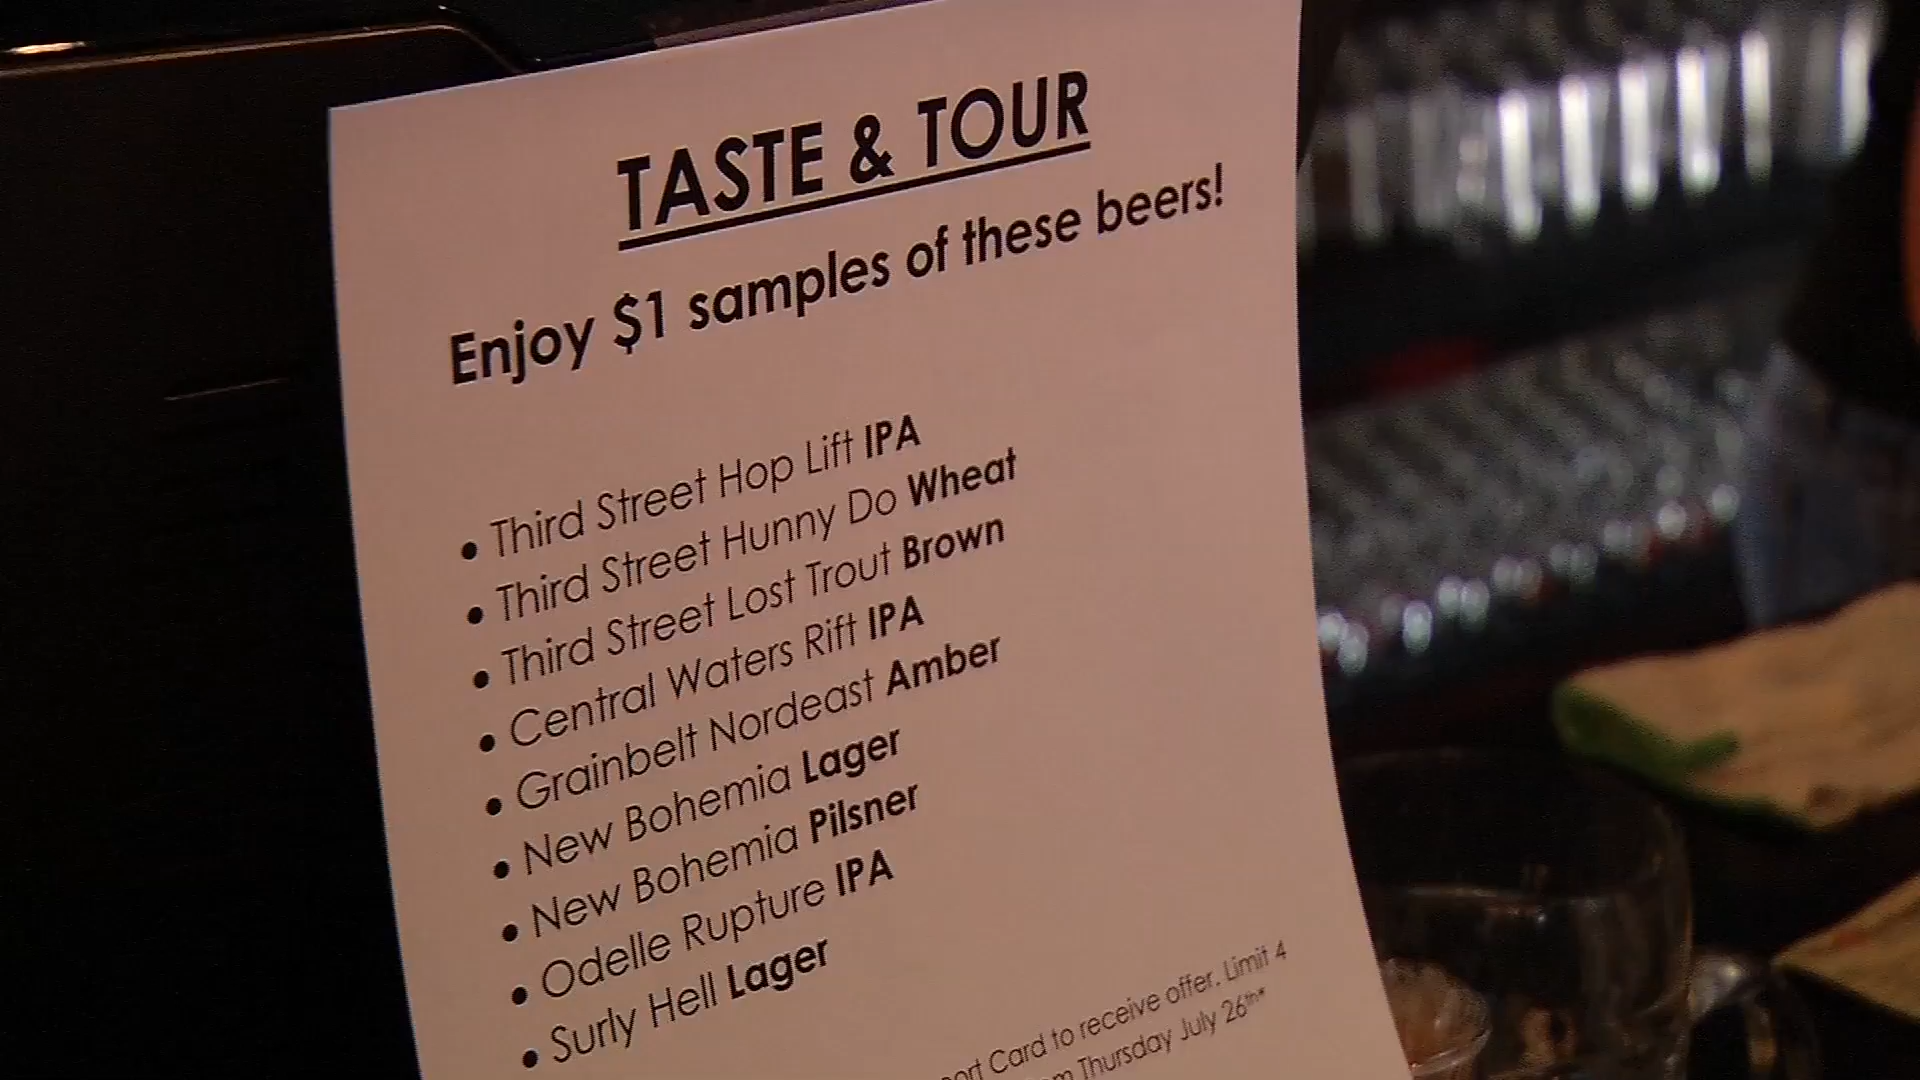 TASTE & TOUR
Enjoy $1 samples of these beers!
• Third Street Hop Lift IPA
• Third Street Hunny Do Wheat
• Third Street Lost Trout Brown
• Central Waters Rift IPA
• Grainbelt Nordeast Amber
• New Bohemia Lager
• New Bohemia Pilsner
• Odelle Rupture IPA
• Surly Hell Lager
Card to receive offer. Limit 4
Thursday July 26th*